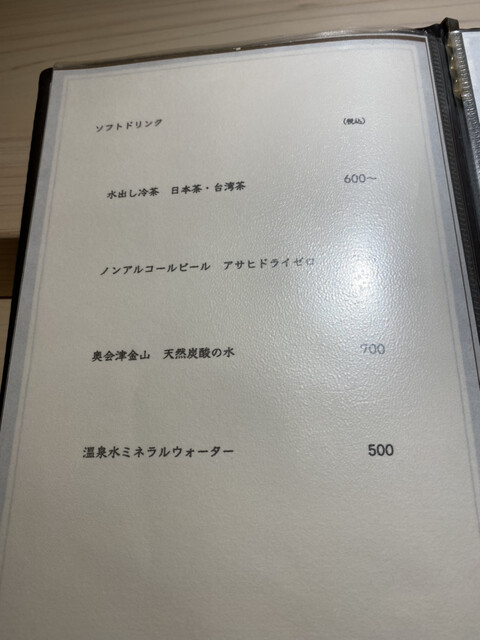 ソフトドリンク (税込)
水出し冷茶 日本茶・台湾茶 600～
ノンアルコールビール アサヒドライゼロ
奥会津金山 天然炭酸の水 700
温泉水ミネラルウォーター 500